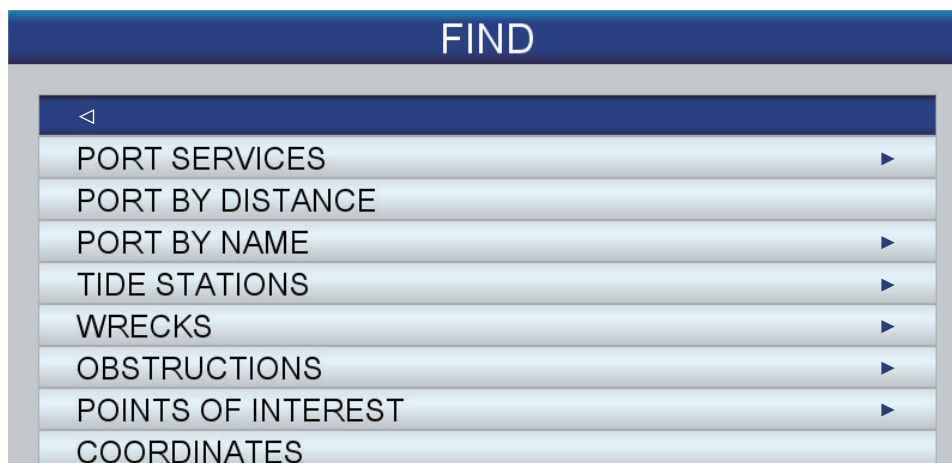 FIND
PORT SERVICES
PORT BY DISTANCE
PORT BY NAME
TIDE STATIONS
WRECKS
OBSTRUCTIONS
POINTS OF INTEREST
COORDINATES